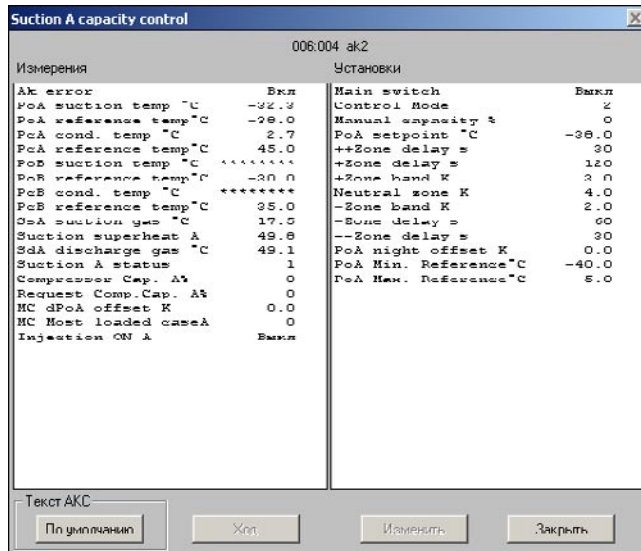 Suction A capacity control
006:004 ak2
Измерения
Установки
Ak error Вкл
PoA suction temp °C -32.3
PoA reference temp°C -38.0
PcA cond. temp °C 2.7
PcA reference temp°C 45.0
PoB suction temp °C ********
PoB reference temp°C -30.0
PcB cond. temp °C ********
PcB reference temp°C 35.0
SsA suction gas °C 17.5
Suction superheat A 49.8
SdA discharge gas °C 49.1
Suction A status 1
Compressor Cap. A% 0
Request Comp.Cap. A% 0
MC dPoA offset K 0.0
MC Most loaded caseA 0
Injection ON A Выкл
Main switch Выкл
Control Mode 2
Manual capacity % 0
PoA setpoint °C -38.0
++Zone delay s 30
+Zone delay s 120
+Zone band K 3.0
Neutral zone K 4.0
-Zone band K 2.0
-Zone delay s 60
--Zone delay s 30
PoA night offset K 0.0
PoA Min. Reference°C -40.0
PoA Max. Reference°C 5.0
Текст АКС
По умолчанию
Ход
Изменить
Закрыть